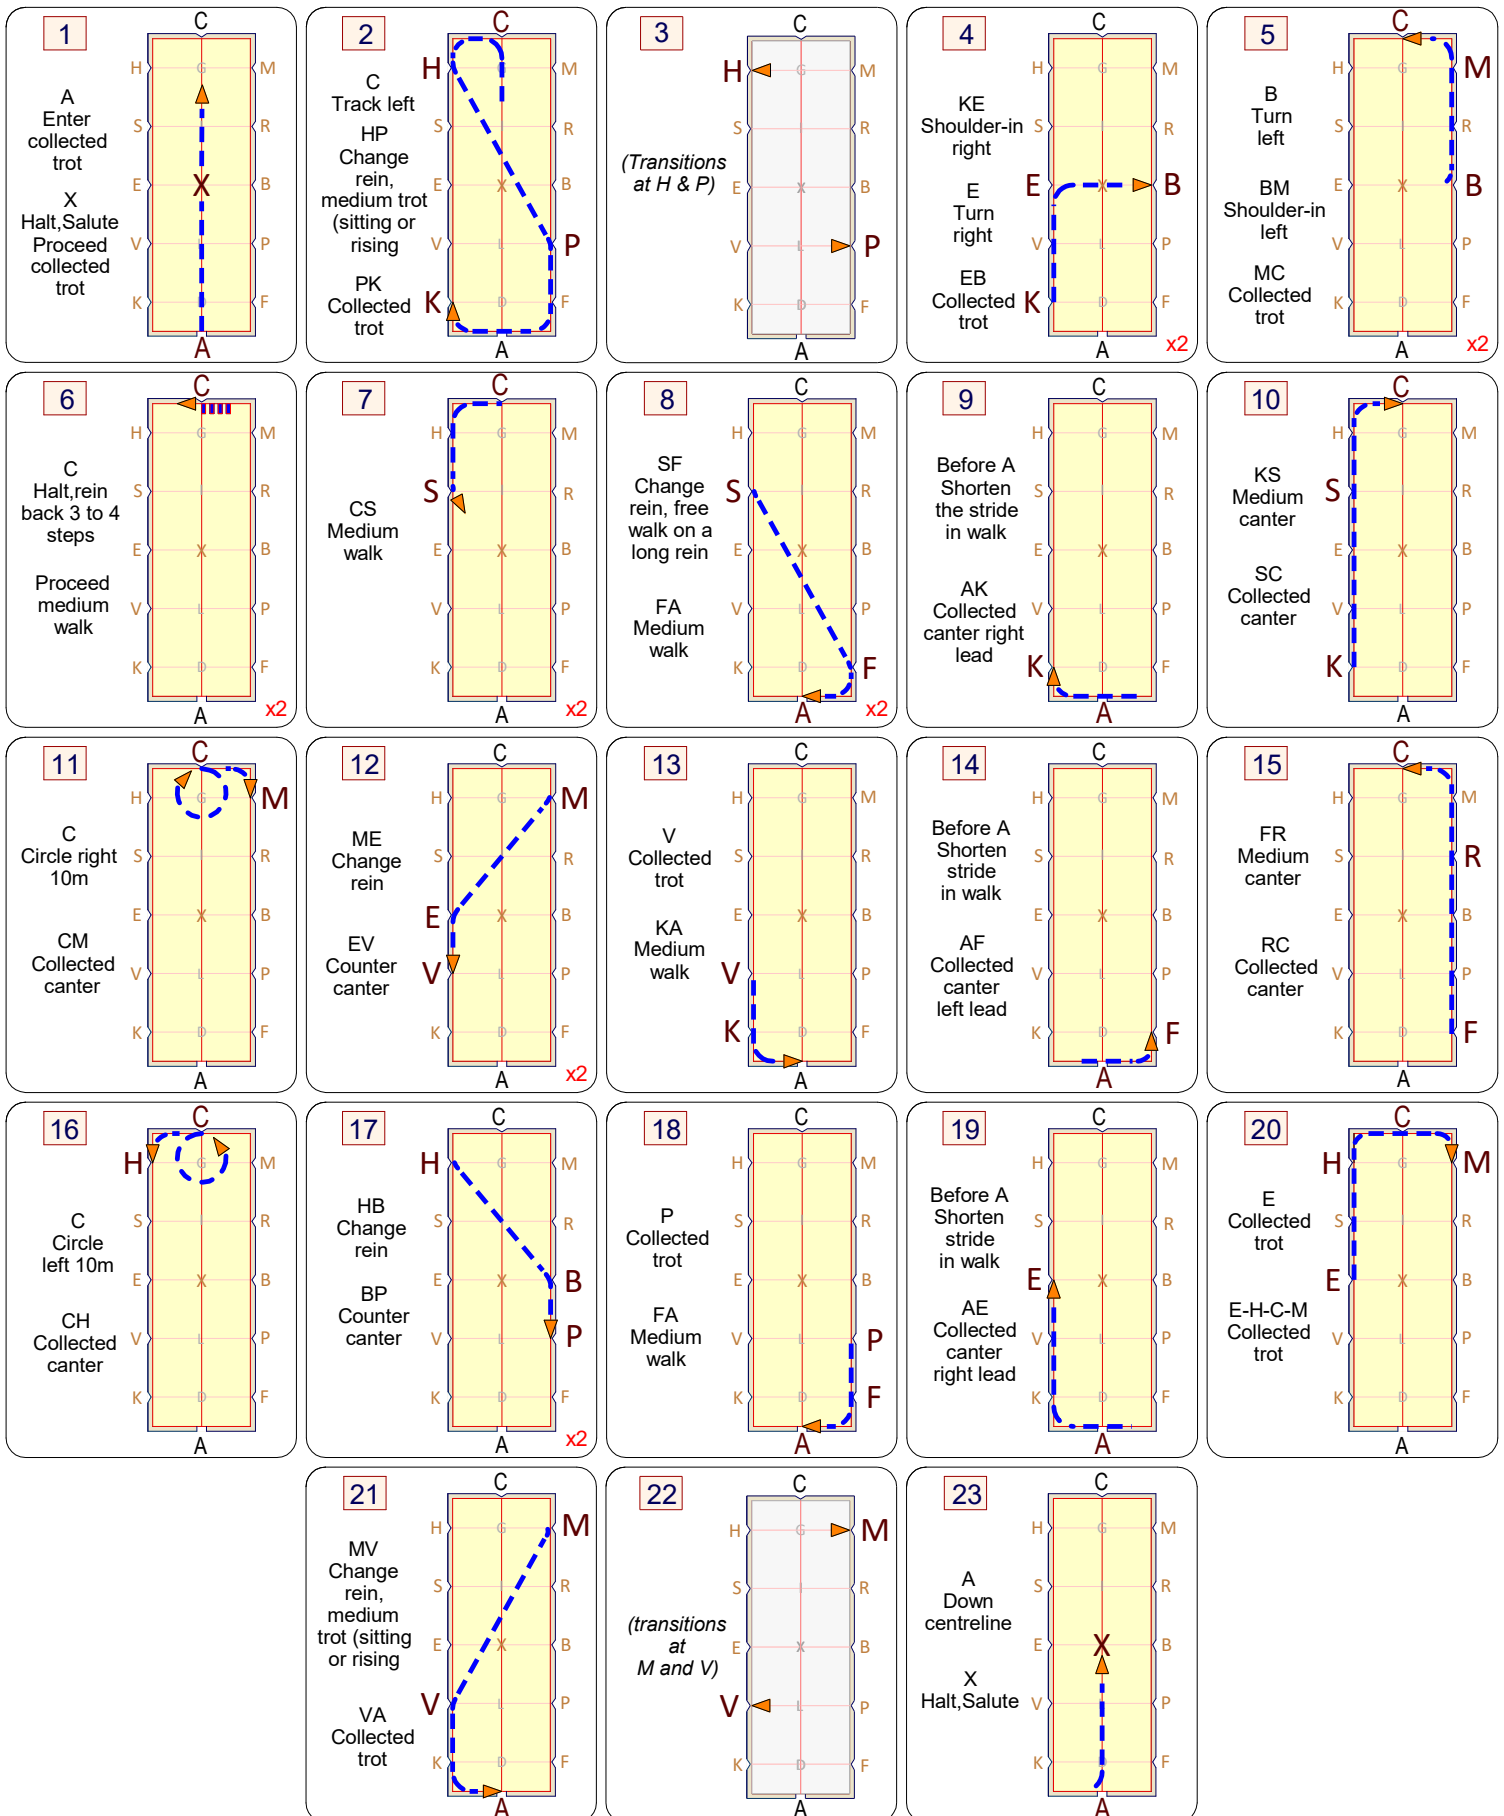 1
C
A
Enter
collected
trot
X
Halt,Salute
Proceed
collected
trot
H
G
M
S
R
E
X
B
V
P
K
F
A
2
C
C
Track left
HP
Change
rein,
medium trot
(sitting or
rising
PK
Collected
trot
H
M
S
R
E
X
B
V
L
P
K
D
F
A
3
C
(Transitions
at H & P)
H
G
M
S
R
E
X
B
V
L
P
K
D
F
A
4
C
KE
Shoulder-in
right
E
Turn
right
EB
Collected
trot
H
G
M
S
R
E
X
B
V
L
P
K
D
F
A
x2
5
C
B
Turn
left
BM
Shoulder-in
left
MC
Collected
trot
H
G
M
S
R
E
X
B
V
L
P
K
D
F
A
x2
6
C
C
Halt,rein
back 3 to 4
steps
Proceed
medium
walk
H
G
M
S
R
E
X
B
V
L
P
K
D
F
A
x2
7
C
CS
Medium
walk
H
G
M
S
R
E
X
B
V
L
P
K
D
F
A
x2
8
C
SF
Change
rein, free
walk on a
long rein
FA
Medium
walk
H
G
M
S
R
E
X
B
V
L
P
K
D
F
A
x2
9
C
Before A
Shorten
the stride
in walk
AK
Collected
canter right
lead
H
G
M
S
R
E
X
B
V
L
P
K
D
F
A
10
C
KS
Medium
canter
SC
Collected
canter
H
G
M
S
R
E
X
B
V
L
P
K
D
F
A
11
C
C
Circle right
10m
CM
Collected
canter
H
G
M
S
R
E
X
B
V
L
P
K
D
F
A
12
C
ME
Change
rein
EV
Counter
canter
H
G
M
S
R
E
X
B
V
L
P
K
D
F
A
x2
13
C
V
Collected
trot
KA
Medium
walk
H
G
M
S
R
E
X
B
V
L
P
K
D
F
A
14
C
Before A
Shorten
stride
in walk
AF
Collected
canter
left lead
H
G
M
S
R
E
X
B
V
L
P
K
D
F
A
15
C
FR
Medium
canter
RC
Collected
canter
H
G
M
S
R
E
X
B
V
L
P
K
D
F
A
16
C
C
Circle
left 10m
CH
Collected
canter
H
G
M
S
R
E
X
B
V
L
P
K
D
F
A
17
C
HB
Change
rein
BP
Counter
canter
H
G
M
S
R
E
X
B
V
L
P
K
D
F
A
x2
18
C
P
Collected
trot
FA
Medium
walk
H
G
M
S
R
E
X
B
V
L
P
K
D
F
A
19
C
Before A
Shorten
stride
in walk
AE
Collected
canter
right lead
H
G
M
S
R
E
X
B
V
L
P
K
D
F
A
20
C
E
Collected
trot
E-H-C-M
Collected
trot
H
G
M
S
R
E
X
B
V
L
P
K
D
F
A
21
C
MV
Change
rein,
medium
trot (sitting
or rising
VA
Collected
trot
H
G
M
S
R
E
X
B
V
L
P
K
D
F
A
22
C
(transitions
at
M and V)
H
G
M
S
R
E
X
B
V
L
P
K
D
F
A
23
C
A
Down
centreline
X
Halt,Salute
H
G
M
S
R
E
X
B
V
L
P
K
F
A